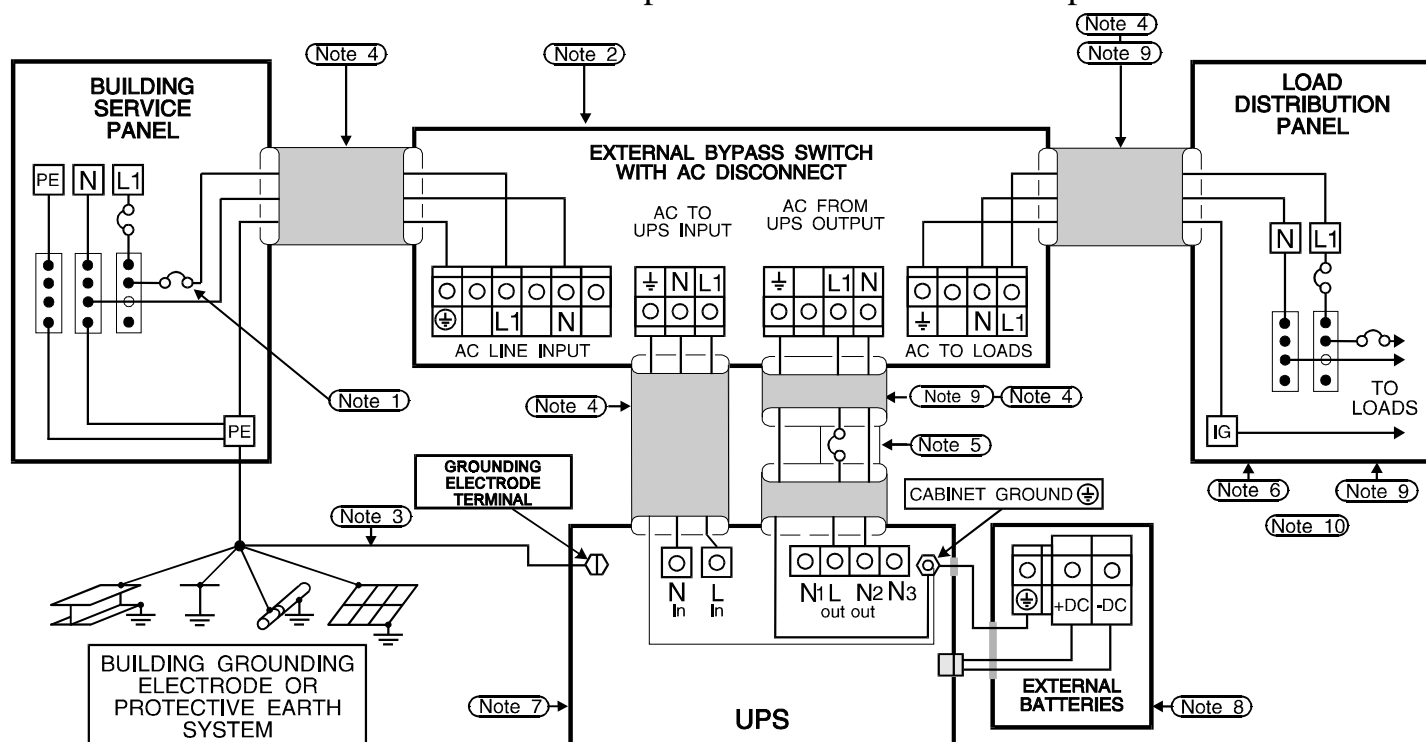 Note 4
Note 2
Note 4
Note 9
BUILDING
SERVICE
PANEL
PE N L1
PE
Note 1
EXTERNAL BYPASS SWITCH
WITH AC DISCONNECT
AC TO
UPS INPUT
AC FROM
UPS OUTPUT
N L1
L1 N
L1 N
AC LINE INPUT
N L1
AC TO LOADS
LOAD
DISTRIBUTION
PANEL
N L1
TO
LOADS
IG
Note 4
Note 9 Note 4
Note 5
Note 6 Note 9
Note 10
GROUNDING
ELECTRODE
TERMINAL
CABINET GROUND
Note 3
N L
In In
N1 L N2 N3
out out
+DC -DC
EXTERNAL
BATTERIES
BUILDING GROUNDING
ELECTRODE OR
PROTECTIVE EARTH
SYSTEM
Note 7
UPS
Note 8